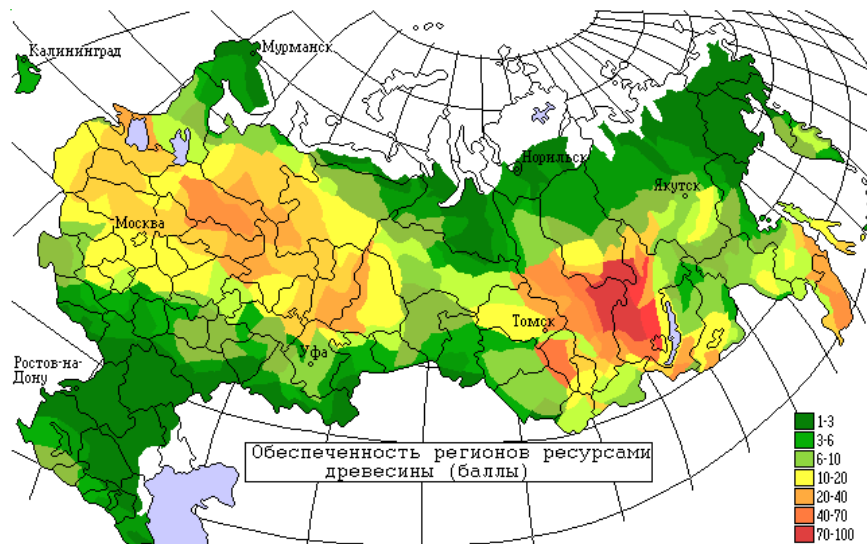 Калининград
Мурманск
Норильск
Якутск
Москва
Томск
Уфа
Ростов-на-
Дону
Обеспеченность регионов ресурсами
древесины (баллы)
1-3
3-6
6-10
10-20
20-40
40-70
70-100